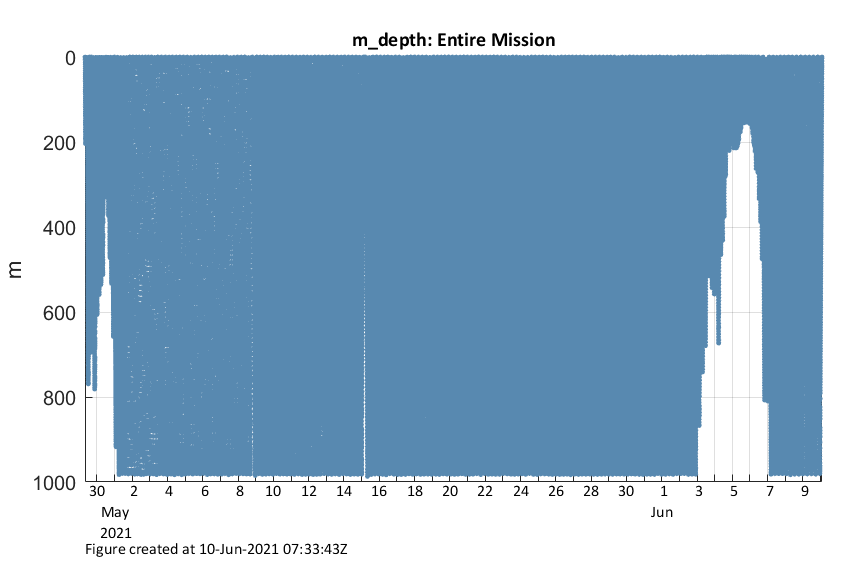 m_depth: Entire Mission
0
200
400
600
800
1000
m
30 2 4 6 8 10 12 14 16 18 20 22 24 26 28 30 1 3 5 7 9
May Jun
2021
Figure created at 10-Jun-2021 07:33:43Z